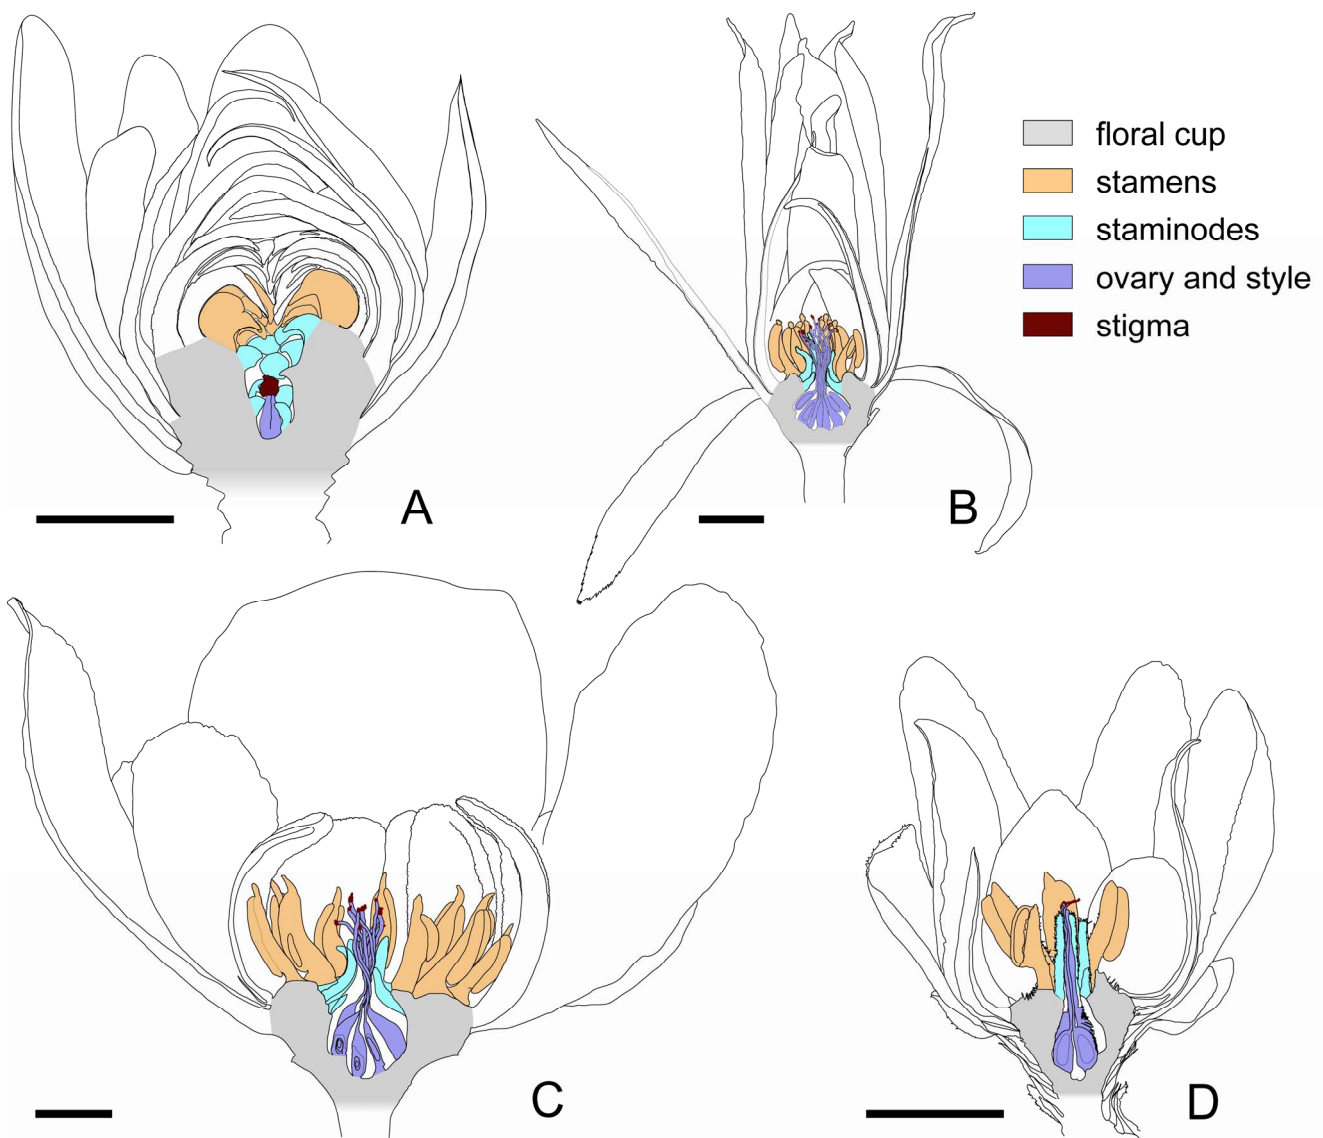 floral cup
stamens
staminodes
ovary and style
stigma
A
B
C
D